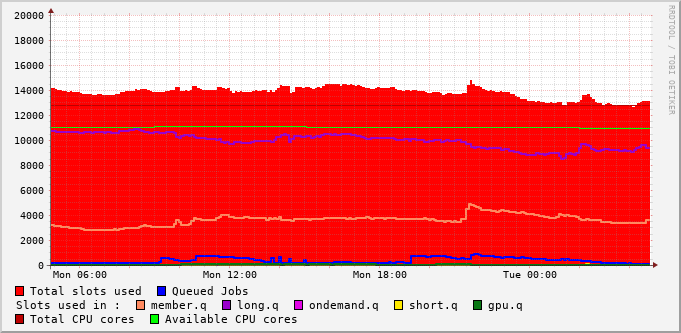 20000
18000
16000
14000
12000
10000
8000
6000
4000
2000
0
Mon 06:00 Mon 12:00 Mon 18:00 Tue 00:00
RRDTOOL / TOBI OETIKER
Total slots used Queued Jobs
Slots used in : member.q long.q ondemand.q short.q gpu.q
Total CPU cores Available CPU cores